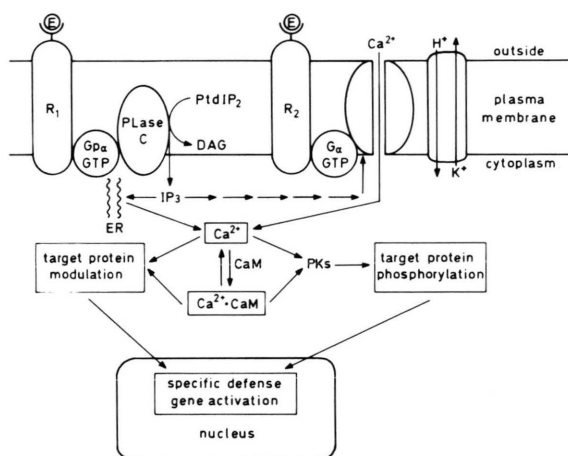 E
E
Ca²⁺
H⁺
outside
R₁
PLase
C
PtdIP₂
DAG
R₂
plasma
membrane
Gpα
GTP
Gα
GTP
cytoplasm
K⁺
IP₃
ER
Ca²⁺
target protein
modulation
CaM
PKs
target protein
phosphorylation
Ca²⁺·CaM
specific defense
gene activation
nucleus